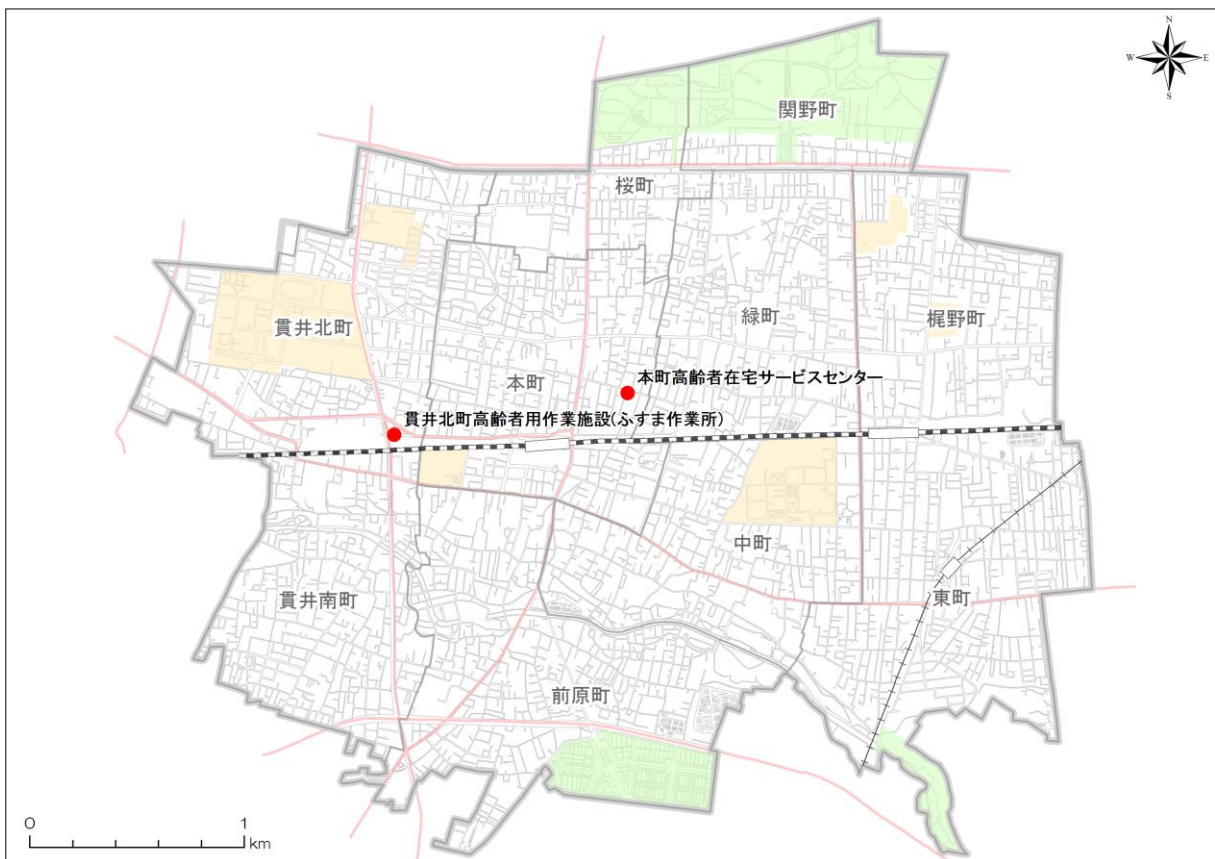 N
W
E
S
関野町
桜町
貫井北町
緑町
梶野町
本町
本町高齢者在宅サービスセンター
貫井北町高齢者用作業施設(ふすま作業所)
中町
貫井南町
東町
前原町
0 1
km